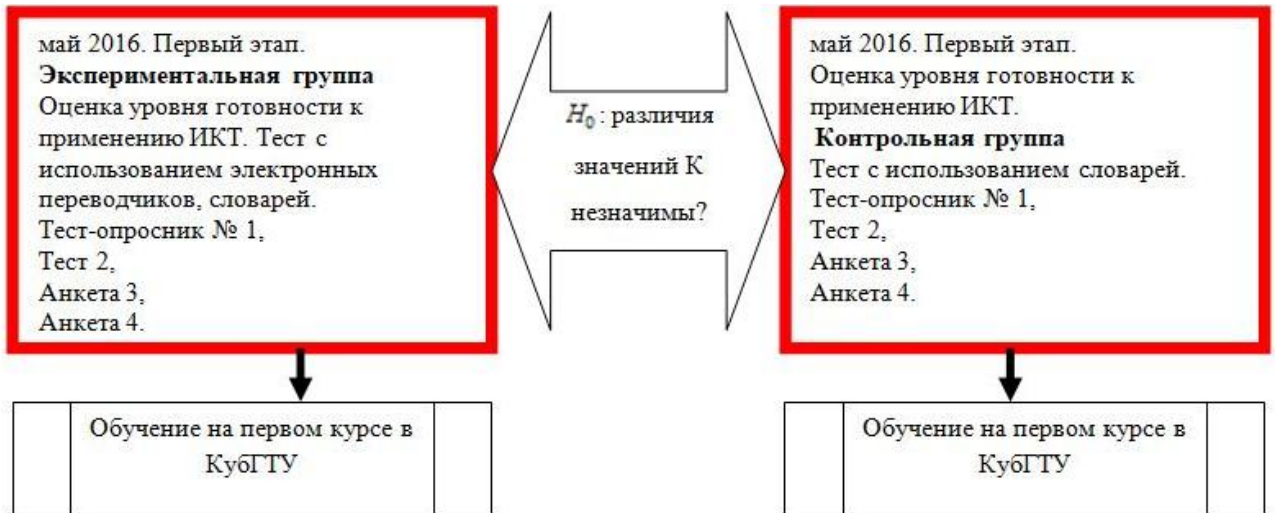 май 2016. Первый этап.
Экспериментальная группа
Оценка уровня готовности к
применению ИКТ. Тест с
использованием электронных
переводчиков, словарей.
Тест-опросник № 1,
Тест 2,
Анкета 3,
Анкета 4.
H₀: различия
значений К
незначимы?
май 2016. Первый этап.
Оценка уровня готовности к
применению ИКТ.
Контрольная группа
Тест с использованием словарей.
Тест-опросник № 1,
Тест 2,
Анкета 3,
Анкета 4.
Обучение на первом курсе в
КубГТУ
Обучение на первом курсе в
КубГТУ